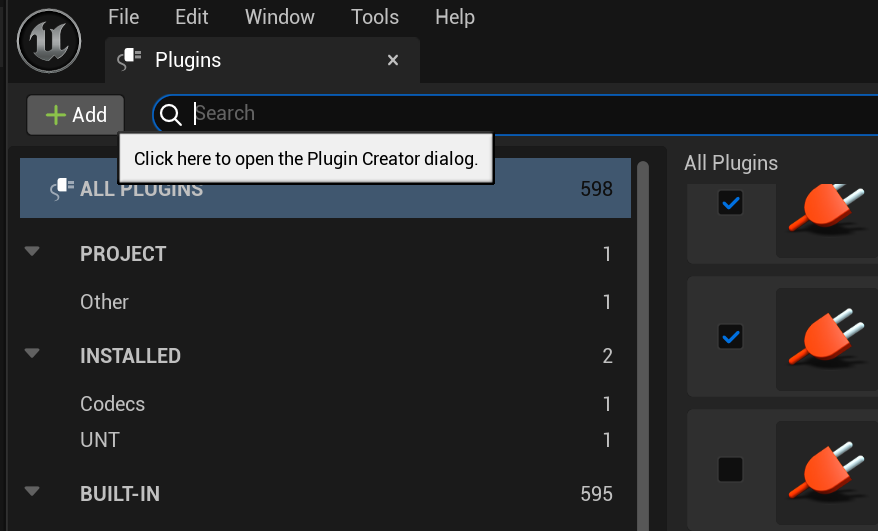 File Edit Window Tools Help
Plugins
Add
Search
Click here to open the Plugin Creator dialog.
ALL PLUGINS 598
All Plugins
PROJECT 1
Other 1
INSTALLED 2
Codecs 1
UNT 1
BUILT-IN 595